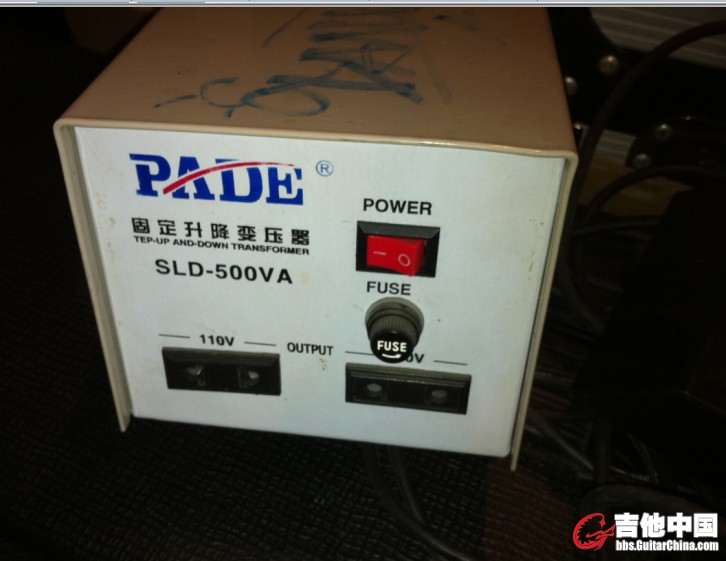 PADE®
固定升降变压器
TEP-UP AND-DOWN TRANSFORMER
SLD-500VA
POWER
FUSE
FUSE
110V
OUTPUT
吉他中国
bbs.GuitarChina.com